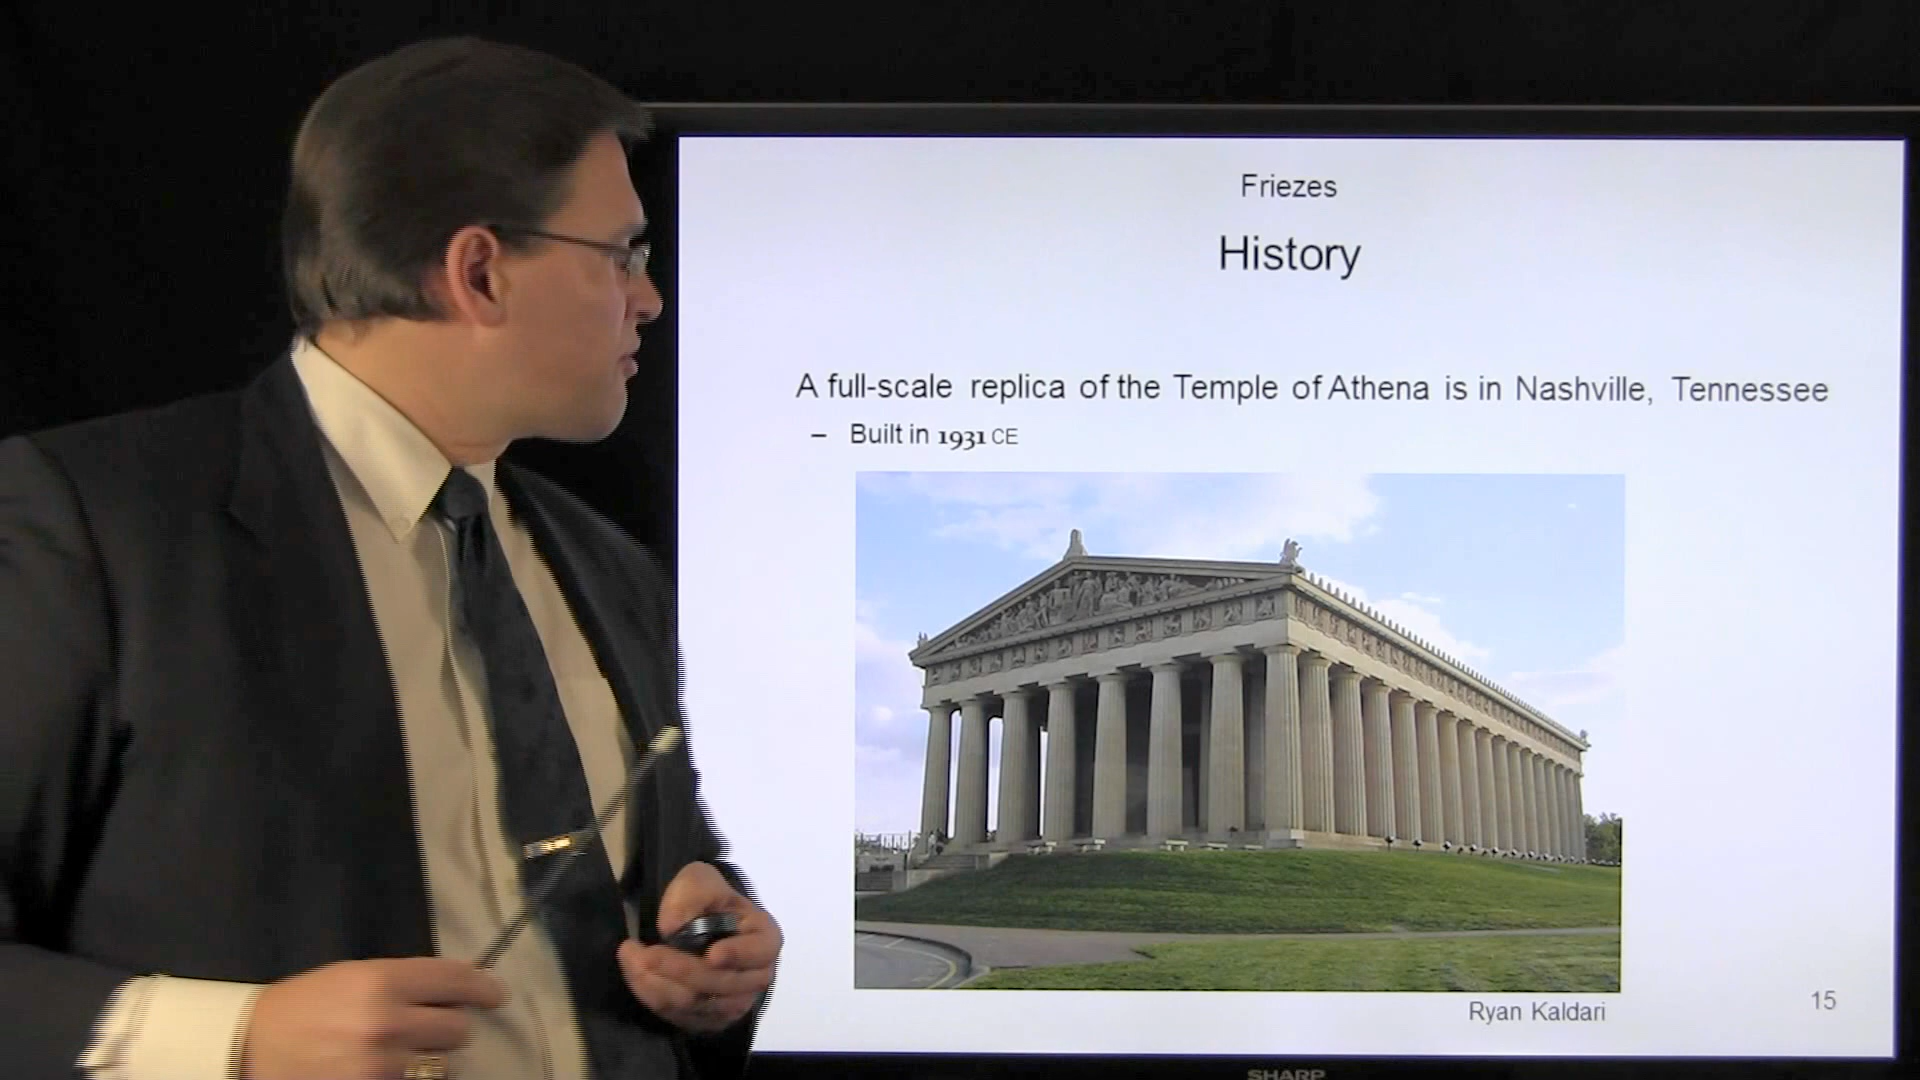 Friezes
History
A full-scale replica of the Temple of Athena is in Nashville, Tennessee
– Built in 1931 CE
Ryan Kaldari
15
SHARP